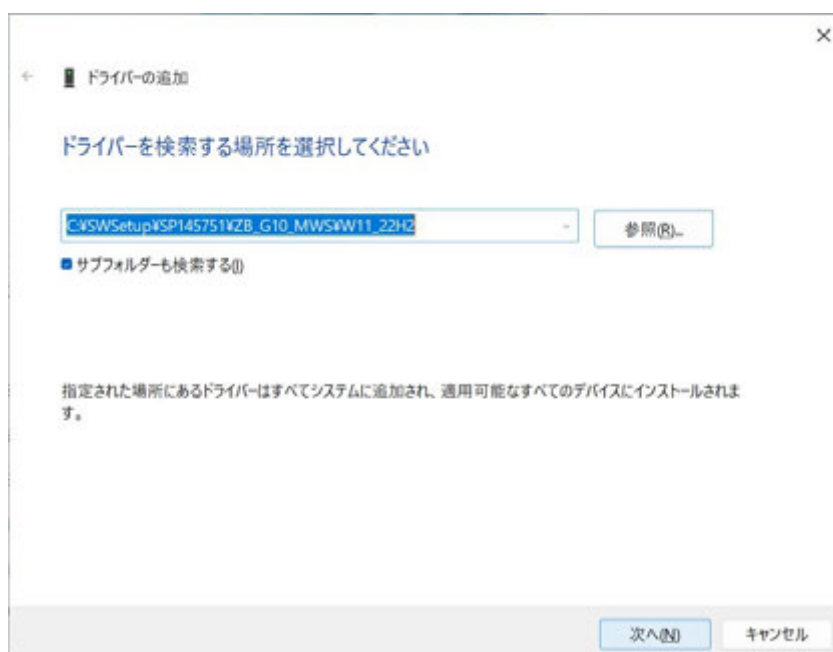 ドライバーの追加
ドライバーを検索する場所を選択してください
C:¥SWSetup¥SP145751¥ZB_G10_MWS¥W11_22H2
参照(R)...
サブフォルダーも検索する(I)
指定された場所にあるドライバーはすべてシステムに追加され、適用可能なすべてのデバイスにインストールされま
す。
次へ(N)
キャンセル